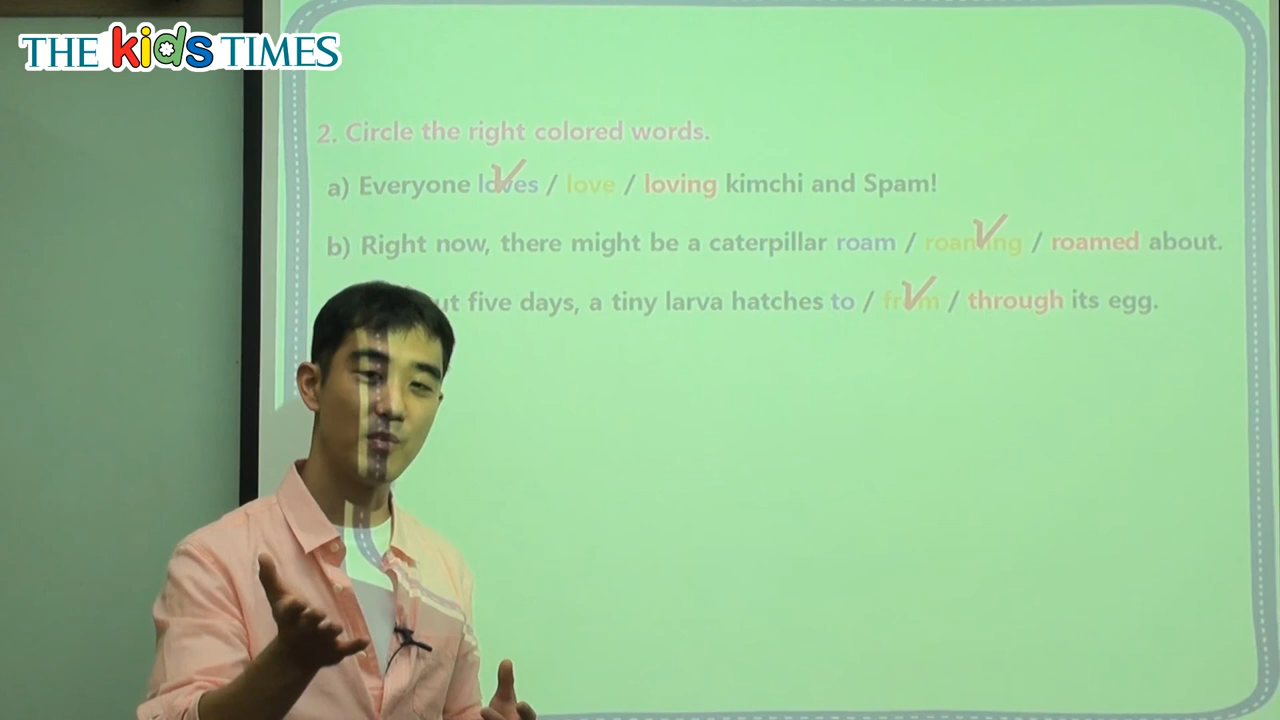 THE kids TIMES
2. Circle the right colored words.
a) Everyone loves / love / loving kimchi and Spam!
b) Right now, there might be a caterpillar roam / roaming / roamed about.
five days, a tiny larva hatches to / from / through its egg.